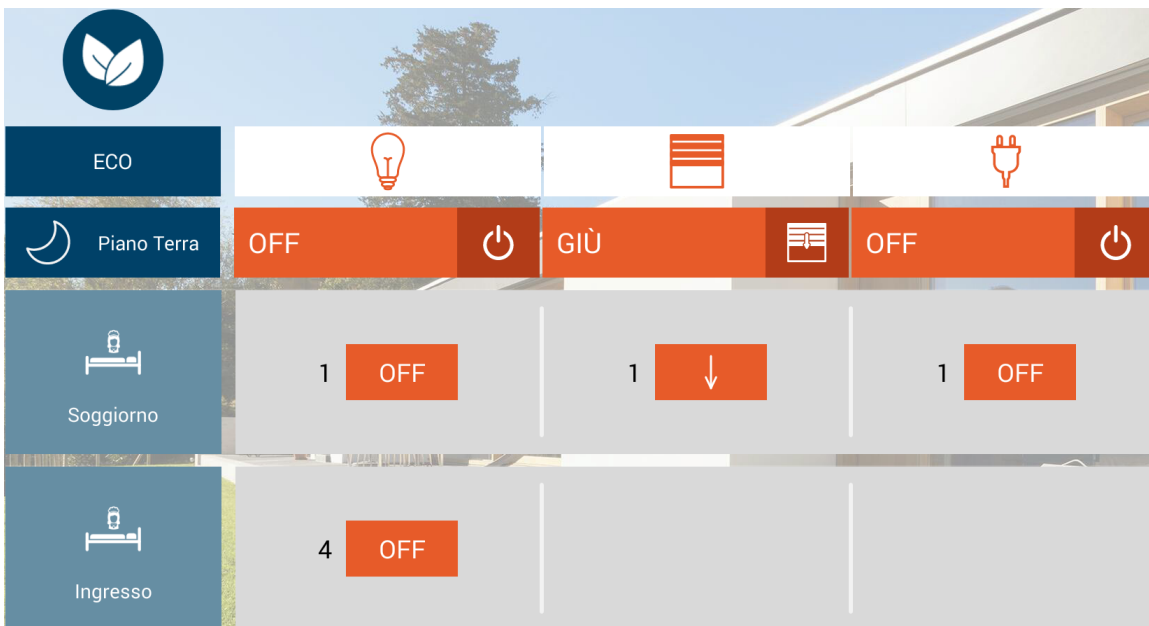 ECO
Piano Terra OFF GIÙ OFF
1 OFF 1 1 OFF
Soggiorno
4 OFF
Ingresso